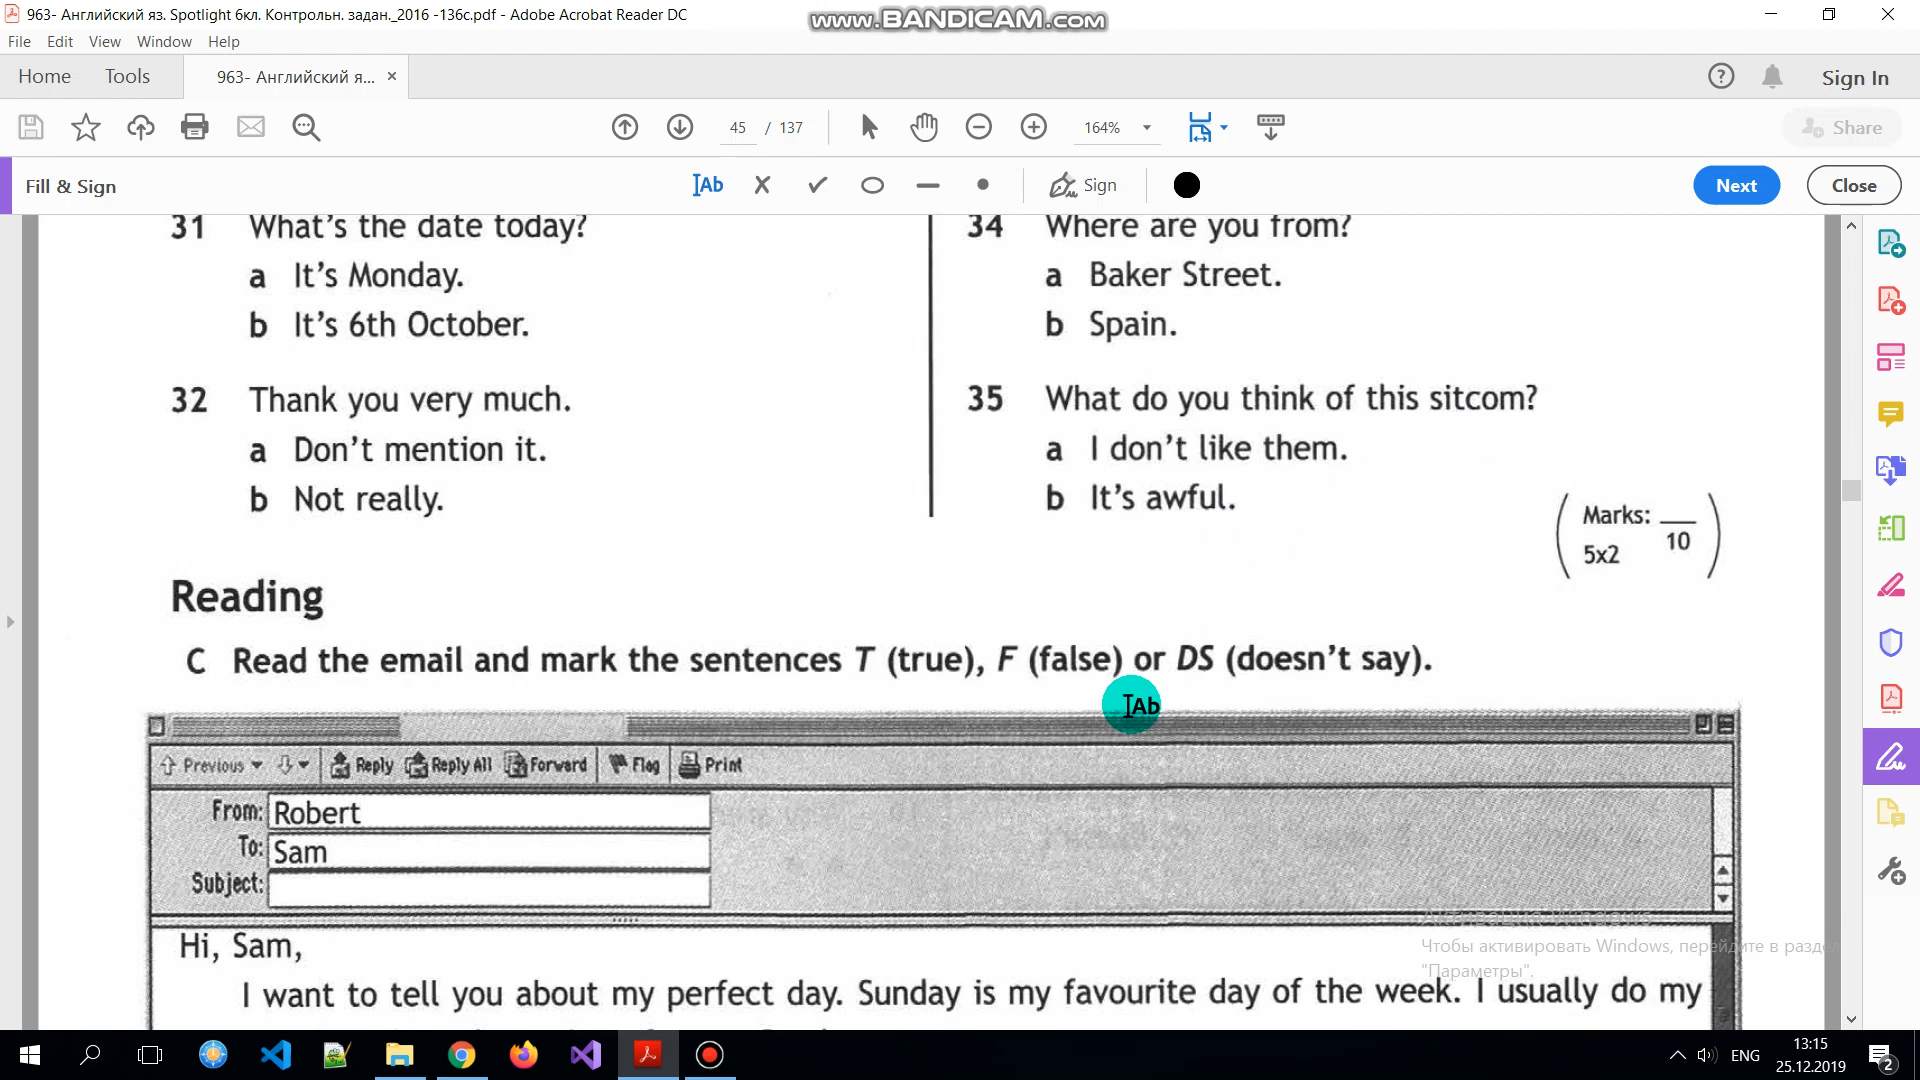 963- Английский яз. Spotlight 6кл. Контрольн. задан._2016 -136с.pdf - Adobe Acrobat Reader DC
www.BANDICAM.com
File Edit View Window Help
Home Tools 963- Английский я... × Sign In
45 / 137 164% Share
Fill & Sign Ab Sign Next Close
31 What's the date today?
a It's Monday.
b It's 6th October.
32 Thank you very much.
a Don't mention it.
b Not really.
34 Where are you from?
a Baker Street.
b Spain.
35 What do you think of this sitcom?
a I don't like them.
b It's awful.
Marks: __
10
5x2
Reading
C Read the email and mark the sentences T (true), F (false) or DS (doesn't say).
Ab
Previous Reply Reply All Forward Flag Print
From: Robert
To: Sam
Subject:
Hi, Sam,
I want to tell you about my perfect day. Sunday is my favourite day of the week. I usually do my
Активация Windows
Чтобы активировать Windows, перейдите в раздел
"Параметры".
ENG
13:15
25.12.2019
2